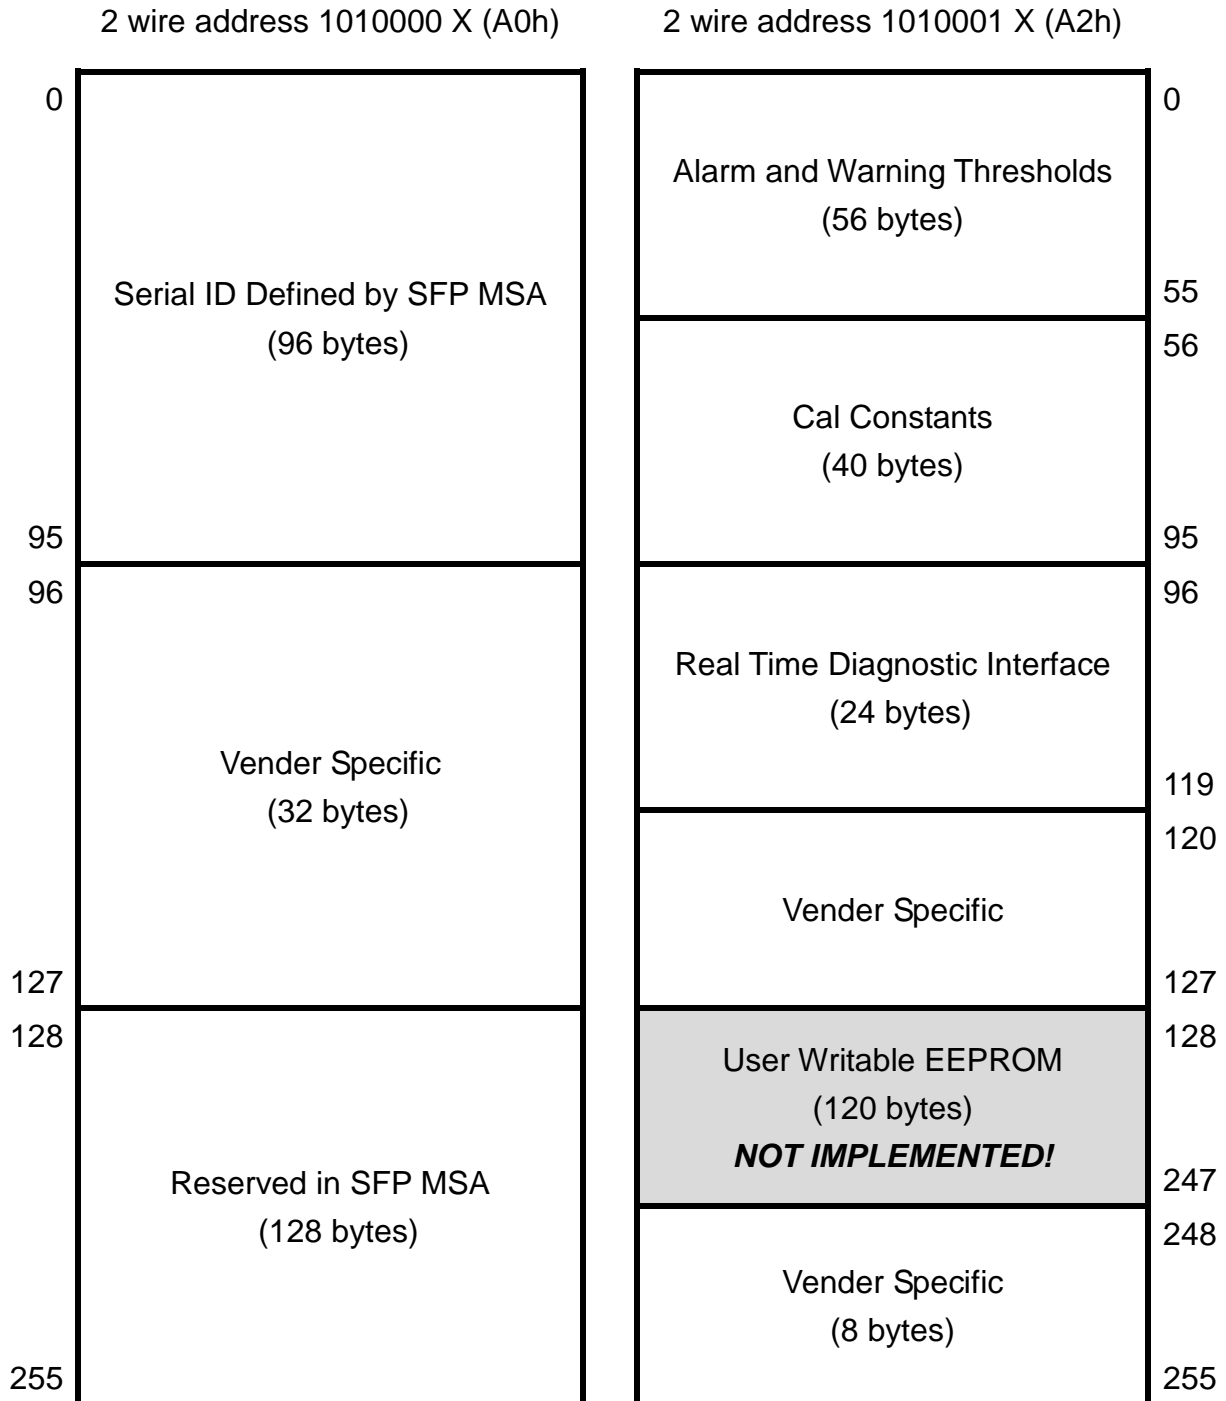 2 wire address 1010000 X (A0h)
0
Serial ID Defined by SFP MSA
(96 bytes)
95
96
Vender Specific
(32 bytes)
127
128
Reserved in SFP MSA
(128 bytes)
255
2 wire address 1010001 X (A2h)
0
Alarm and Warning Thresholds
(56 bytes)
55
56
Cal Constants
(40 bytes)
95
96
Real Time Diagnostic Interface
(24 bytes)
119
120
Vender Specific
127
128
User Writable EEPROM
(120 bytes)
NOT IMPLEMENTED!
247
248
Vender Specific
(8 bytes)
255